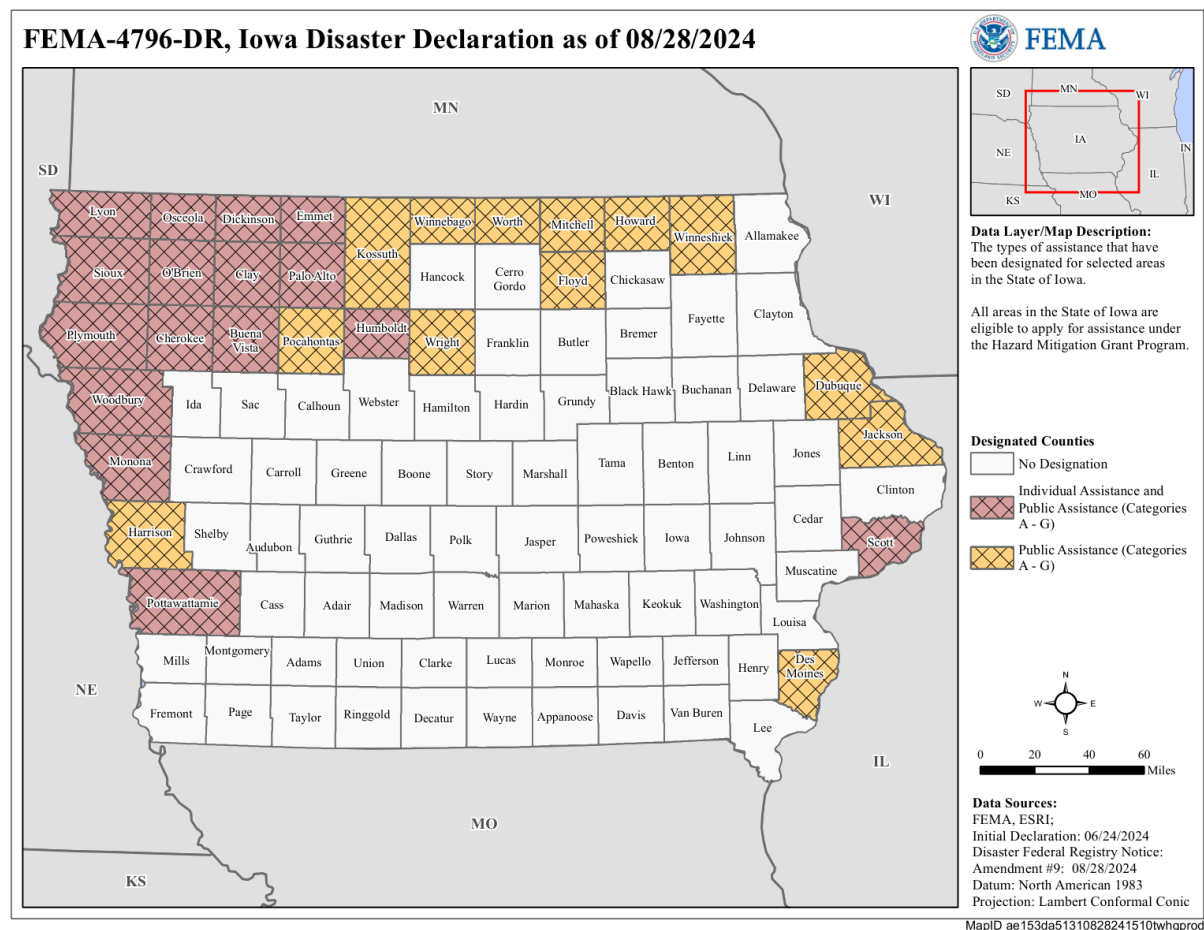 FEMA-4796-DR, Iowa Disaster Declaration as of 08/28/2024
U.S. DEPARTMENT OF
HOMELAND SECURITY
FEMA
MN
SD
WI
NE
IL
MO
KS
Lyon
Osceola
Dickinson
Emmet
Kossuth
Winnebago
Worth
Mitchell
Howard
Winneshiek
Allamakee
Sioux
O'Brien
Clay
Palo Alto
Hancock
Cerro
Gordo
Floyd
Chickasaw
Fayette
Clayton
Plymouth
Cherokee
Buena
Vista
Pocahontas
Humboldt
Wright
Franklin
Butler
Bremer
Woodbury
Ida
Sac
Calhoun
Webster
Hamilton
Hardin
Grundy
Black Hawk
Buchanan
Delaware
Dubuque
Monona
Crawford
Carroll
Greene
Boone
Story
Marshall
Tama
Benton
Linn
Jones
Jackson
Clinton
Harrison
Shelby
Audubon
Guthrie
Dallas
Polk
Jasper
Poweshiek
Iowa
Johnson
Cedar
Scott
Muscatine
Pottawattamie
Cass
Adair
Madison
Warren
Marion
Mahaska
Keokuk
Washington
Louisa
Mills
Montgomery
Adams
Union
Clarke
Lucas
Monroe
Wapello
Jefferson
Henry
Des
Moines
Fremont
Page
Taylor
Ringgold
Decatur
Wayne
Appanoose
Davis
Van Buren
Lee
SD
MN
WI
NE
IA
IL
IN
KS
MO
Data Layer/Map Description:
The types of assistance that have
been designated for selected areas
in the State of Iowa.
All areas in the State of Iowa are
eligible to apply for assistance under
the Hazard Mitigation Grant Program.
Designated Counties
No Designation
Individual Assistance and
Public Assistance (Categories
A - G)
Public Assistance (Categories
A - G)
N
W
E
S
0 20 40 60
Miles
Data Sources:
FEMA, ESRI;
Initial Declaration: 06/24/2024
Disaster Federal Registry Notice:
Amendment #9: 08/28/2024
Datum: North American 1983
Projection: Lambert Conformal Conic
MapID ae153da51310828241510twhqprod